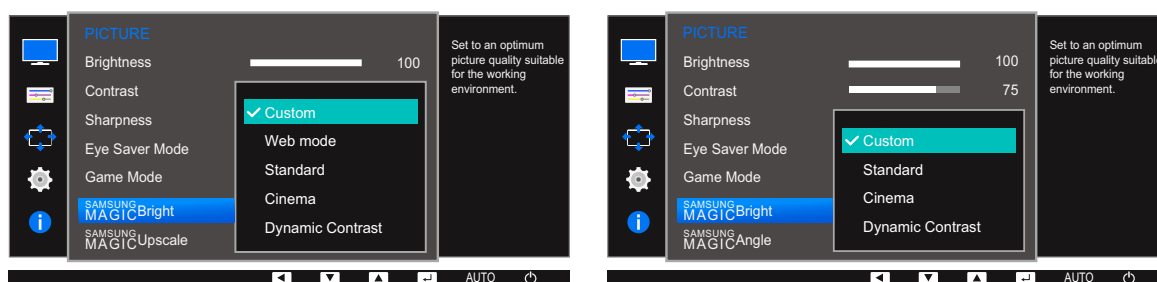 PICTURE
Brightness 100
Contrast
Sharpness
Eye Saver Mode
Game Mode
SAMSUNG
MAGICBright
SAMSUNG
MAGICUpscale
Custom
Web mode
Standard
Cinema
Dynamic Contrast
Set to an optimum
picture quality suitable
for the working
environment.
AUTO
PICTURE
Brightness 100
Contrast 75
Sharpness
Eye Saver Mode
Game Mode
SAMSUNG
MAGICBright
SAMSUNG
MAGICAngle
Custom
Standard
Cinema
Dynamic Contrast
Set to an optimum
picture quality suitabl
for the working
environment.
AUTO